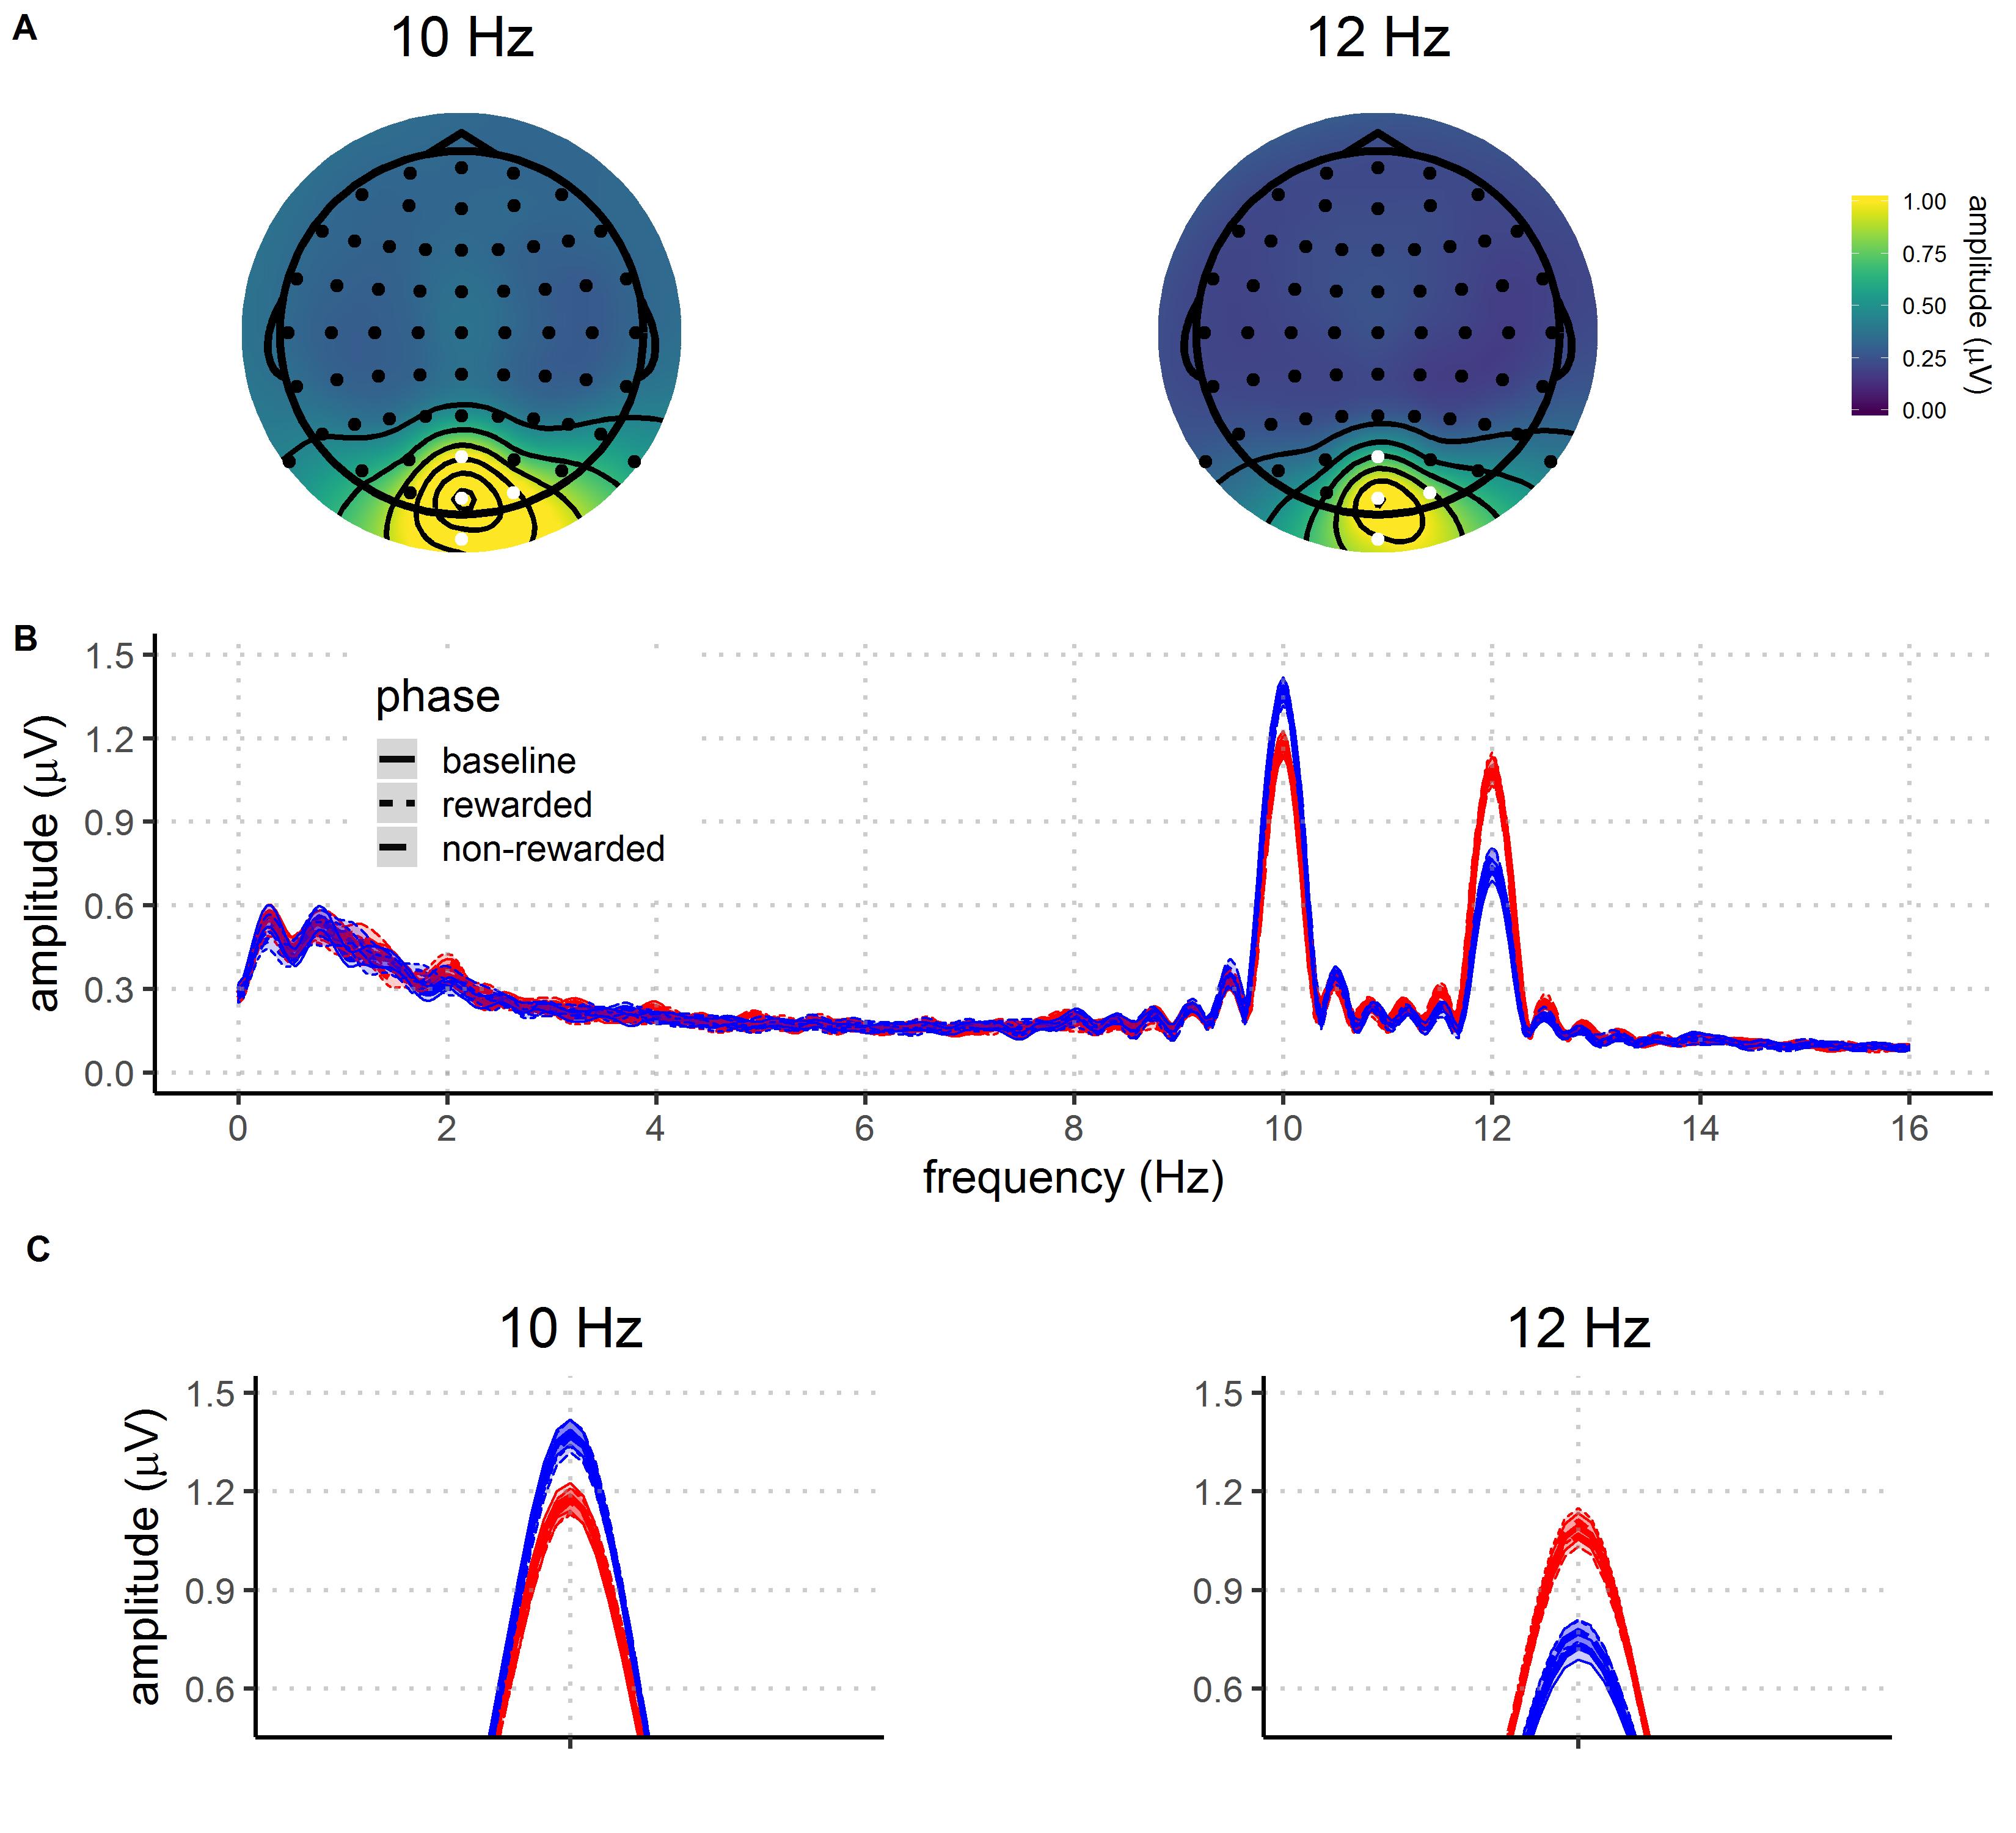 A
10 Hz
12 Hz
1.00
0.75
0.50
0.25
0.00
amplitude (μV)
B
1.5
1.2
0.9
0.6
0.3
0.0
amplitude (μV)
phase
baseline
rewarded
non-rewarded
0 2 4 6 8 10 12 14 16
frequency (Hz)
C
10 Hz
1.5
1.2
0.9
0.6
amplitude (μV)
12 Hz
1.5
1.2
0.9
0.6